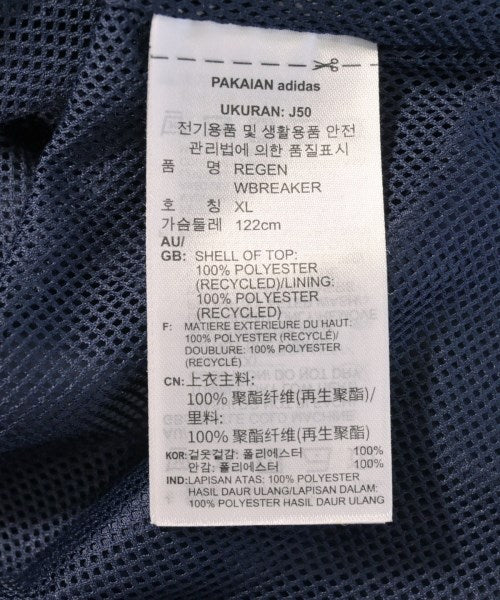 PAKAIAN adidas
UKURAN: J50
전기용품 및 생활용품 안전
관리법에 의한 품질표시
품 명 REGEN
WBREAKER
호 칭 XL
가슴둘레 122cm
AU/
GB: SHELL OF TOP:
100% POLYESTER
(RECYCLED)/LINING:
100% POLYESTER
(RECYCLED)
F: MATIERE EXTERIEURE DU HAUT:
100% POLYESTER (RECYCLÉ)/
DOUBLURE: 100% POLYESTER
(RECYCLÉ)
CN: 上衣主料:
100% 聚酯纤维(再生聚酯)/
里料:
100% 聚酯纤维(再生聚酯)
KOR: 겉옷겉감: 폴리에스터 100%
안감: 폴리에스터 100%
IND: LAPISAN ATAS: 100% POLYESTER
HASIL DAUR ULANG/LAPISAN DALAM:
100% POLYESTER HASIL DAUR ULANG